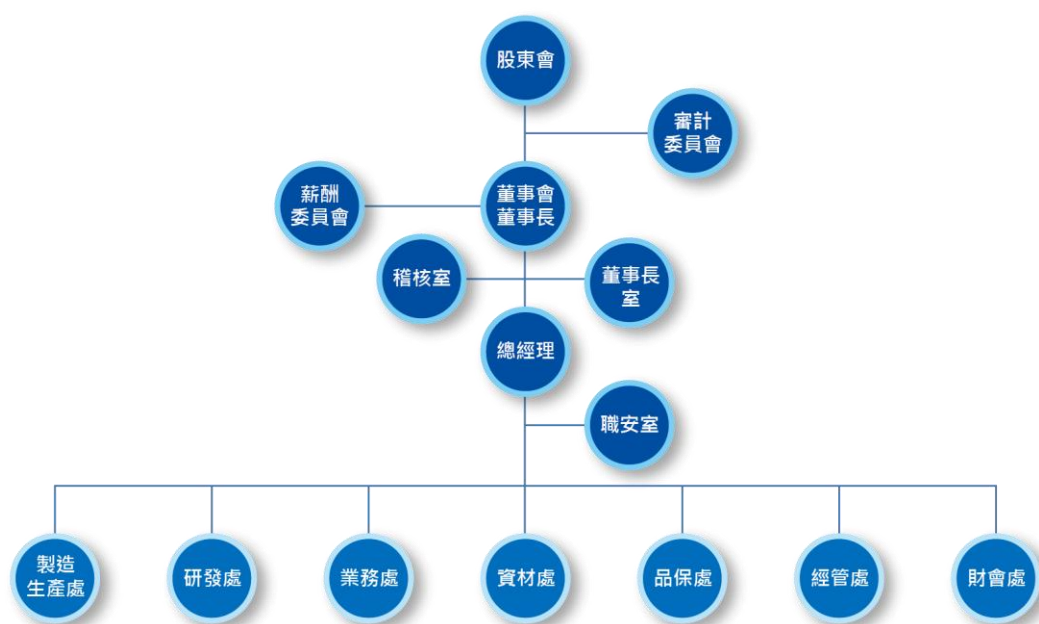 股東會
審計
委員會
薪酬
委員會
董事會
董事長
稽核室
董事長
室
總經理
職安室
製造
生產處
研發處
業務處
資材處
品保處
經管處
財會處